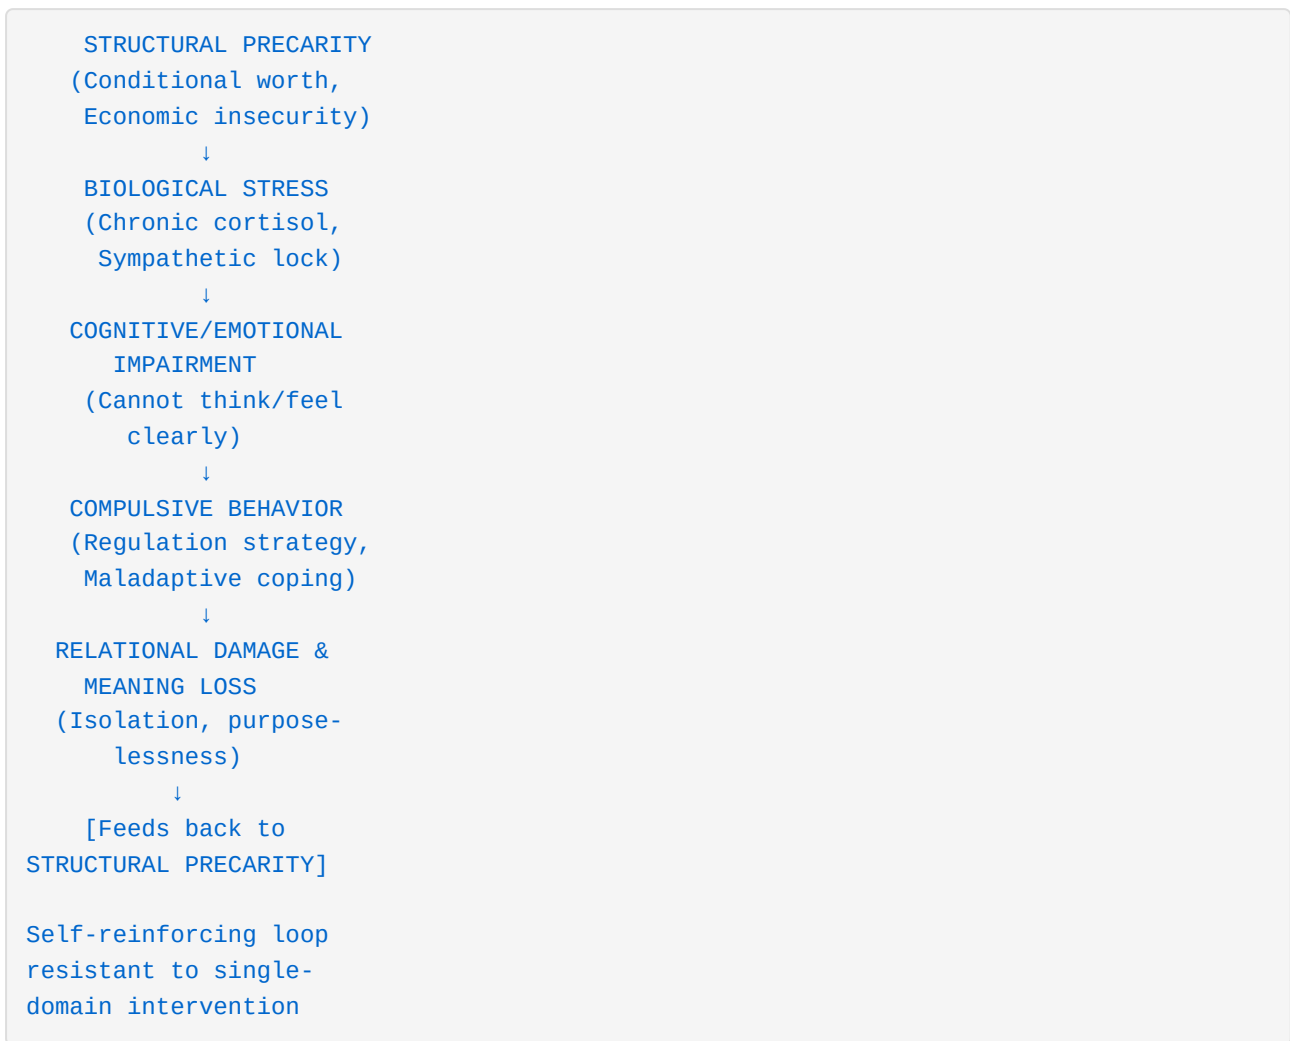 STRUCTURAL PRECARITY
(Conditional worth,
Economic insecurity)
↓
BIOLOGICAL STRESS
(Chronic cortisol,
Sympathetic lock)
↓
COGNITIVE/EMOTIONAL
IMPAIRMENT
(Cannot think/feel
clearly)
↓
COMPULSIVE BEHAVIOR
(Regulation strategy,
Maladaptive coping)
↓
RELATIONAL DAMAGE &
MEANING LOSS
(Isolation, purpose-
lessness)
↓
[Feeds back to
STRUCTURAL PRECARITY]
Self-reinforcing loop
resistant to single-
domain intervention